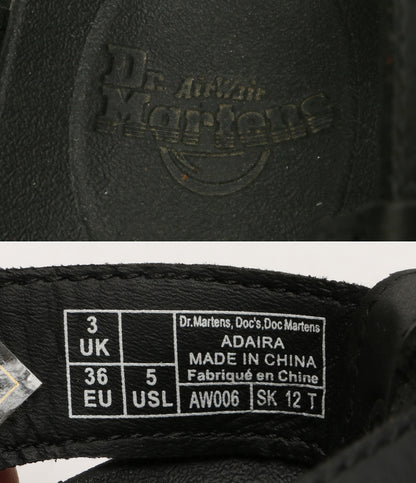 Dr. AirWair
Martens
3
UK
36
EU
5
USL
Dr.Martens, Doc's,Doc Martens
ADAIRA
MADE IN CHINA
Fabriqué en Chine
AW006
SK 12 T